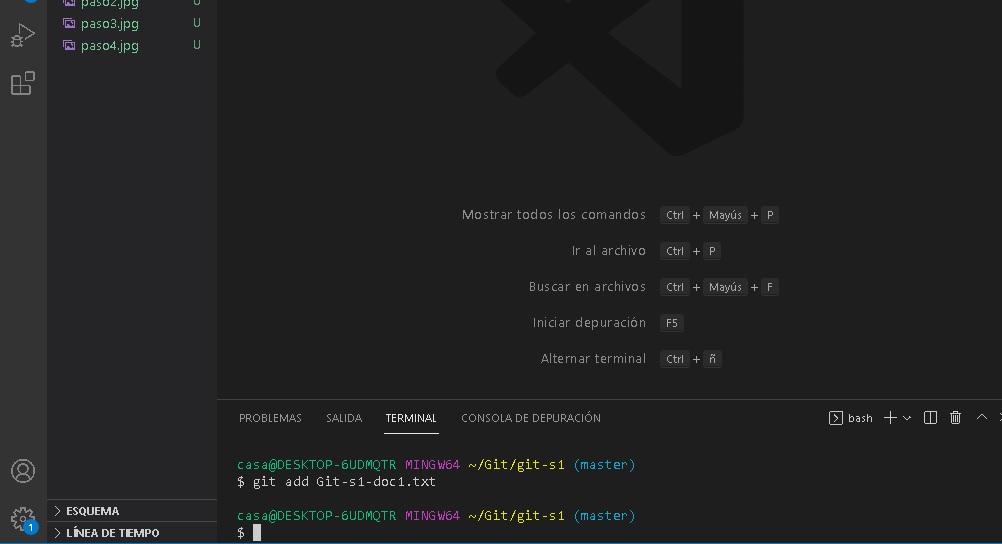 paso2.jpg U
paso3.jpg U
paso4.jpg U
Mostrar todos los comandos Ctrl + Mayús + P
Ir al archivo Ctrl + P
Buscar en archivos Ctrl + Mayús + F
Iniciar depuración F5
Alternar terminal Ctrl + ñ
PROBLEMAS SALIDA TERMINAL CONSOLA DE DEPURACIÓN bash
casa@DESKTOP-6UDMQTR MINGW64 ~/Git/git-s1 (master)
$ git add Git-s1-doc1.txt
casa@DESKTOP-6UDMQTR MINGW64 ~/Git/git-s1 (master)
$
ESQUEMA
1
LÍNEA DE TIEMPO